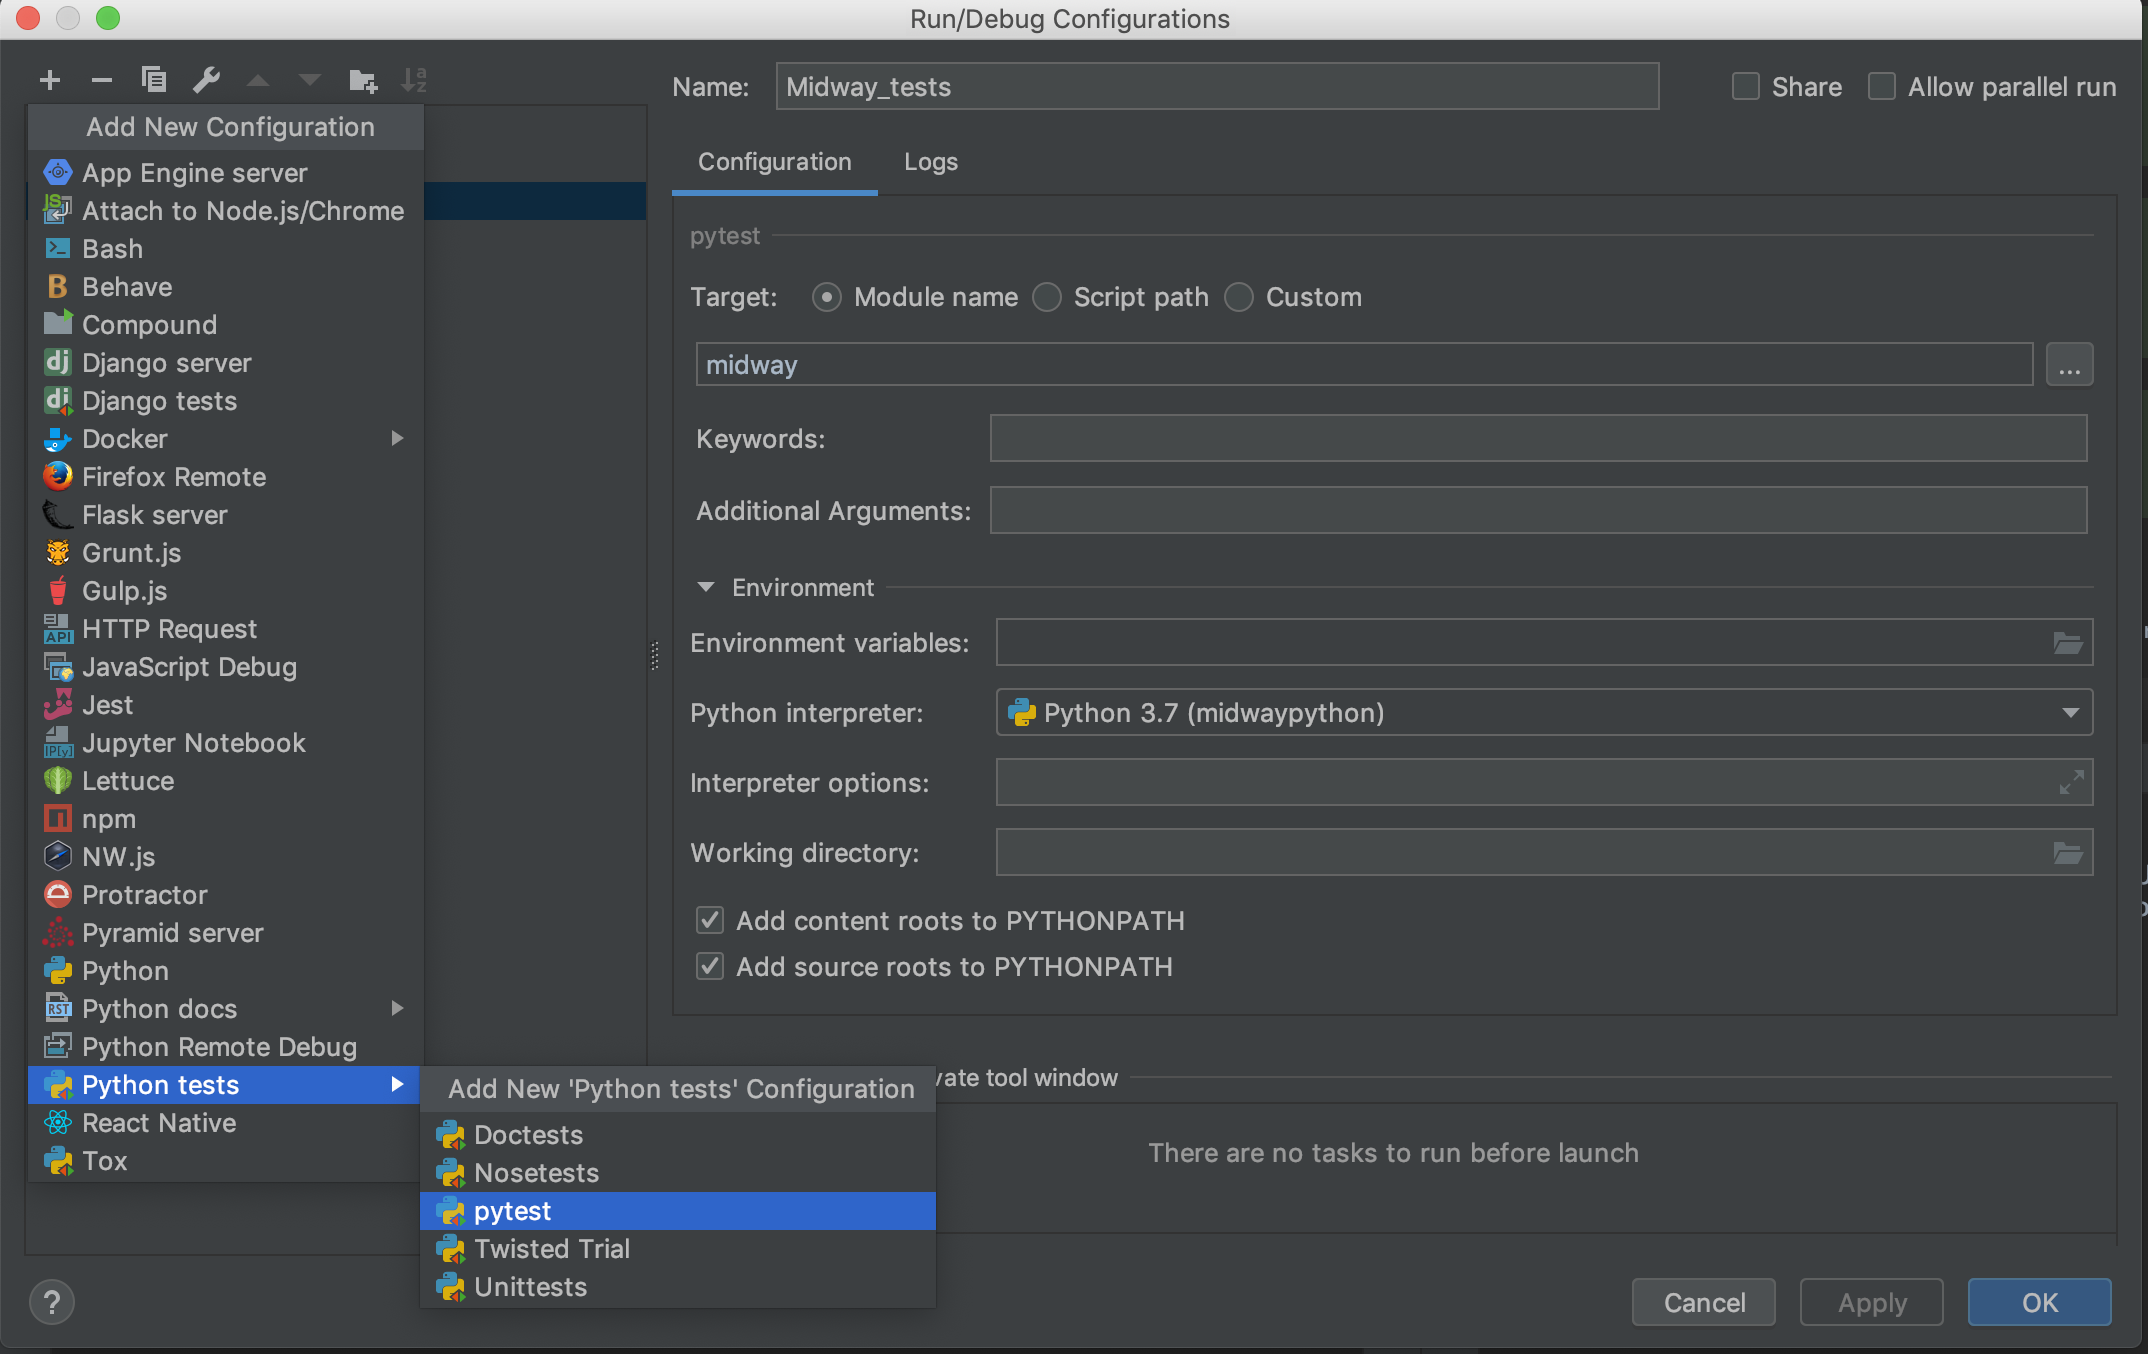 Run/Debug Configurations
Name:
Midway_tests
Share
Allow parallel run
Add New Configuration
App Engine server
Attach to Node.js/Chrome
Bash
Behave
Compound
Django server
Django tests
Docker
Firefox Remote
Flask server
Grunt.js
Gulp.js
HTTP Request
JavaScript Debug
Jest
Jupyter Notebook
Lettuce
npm
NW.js
Protractor
Pyramid server
Python
Python docs
Python Remote Debug
Python tests
React Native
Tox
Add New 'Python tests' Configuration
Doctests
Nosetests
pytest
Twisted Trial
Unittests
Configuration
Logs
pytest
Target:
Module name
Script path
Custom
midway
...
Keywords:
Additional Arguments:
Environment
Environment variables:
Python interpreter:
Python 3.7 (midwaypython)
Interpreter options:
Working directory:
Add content roots to PYTHONPATH
Add source roots to PYTHONPATH
vate tool window
There are no tasks to run before launch
?
Cancel
Apply
OK